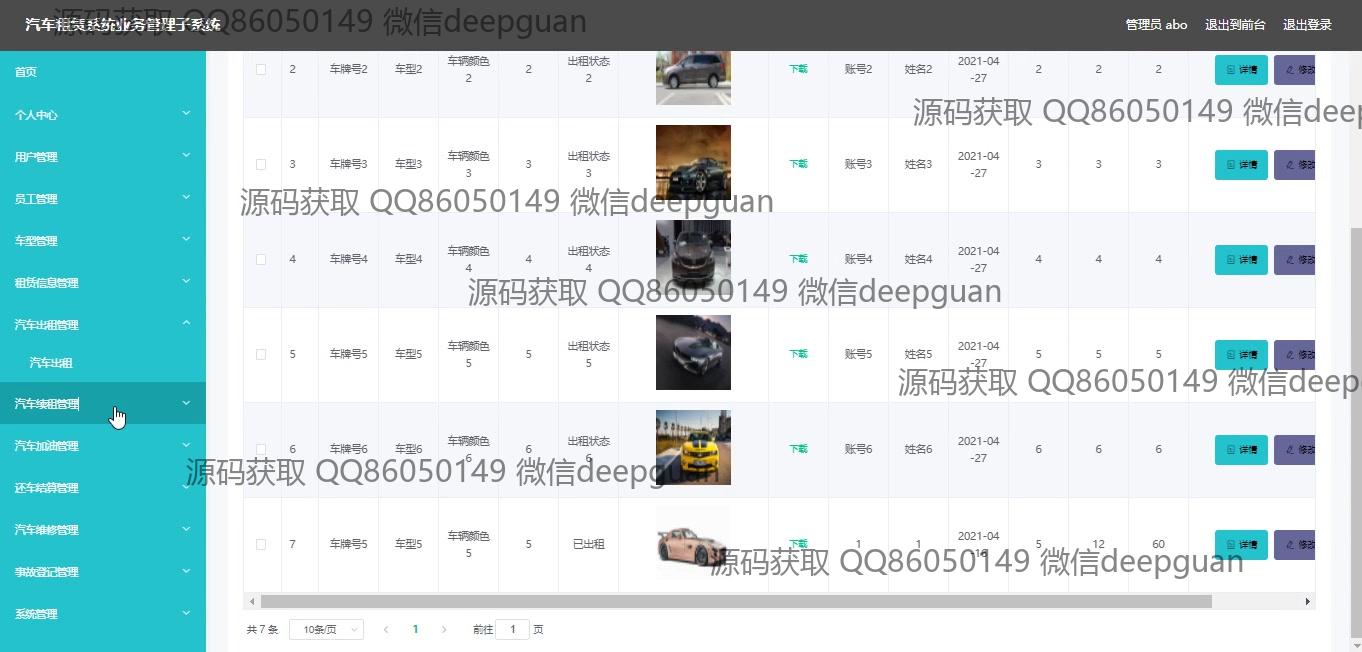 汽车租赁系统业务管理子系统
源码获取 QQ86050149 微信deepguan
管理员 abo 退出到前台 退出登录
首页
个人中心
用户管理
员工管理
车型管理
租赁信息管理
汽车出租管理
汽车出租
汽车续租管理
汽车加油管理
还车结算管理
汽车维修管理
事故登记管理
系统管理
2 车牌号2 车型2 车辆颜色2 2 出租状态2 下载 账号2 姓名2 2021-04-27 2 2 2 详情 修改
源码获取 QQ86050149 微信deep
3 车牌号3 车型3 车辆颜色3 3 出租状态3 下载 账号3 姓名3 2021-04-27 3 3 3 详情 修改
源码获取 QQ86050149 微信deepguan
4 车牌号4 车型4 车辆颜色4 4 出租状态4 下载 账号4 姓名4 2021-04-27 4 4 4 详情 修改
源码获取 QQ86050149 微信deepguan
5 车牌号5 车型5 车辆颜色5 5 出租状态5 下载 账号5 姓名5 2021-04-27 5 5 5 详情 修改
源码获取 QQ86050149 微信deep
6 车牌号6 车型6 车辆颜色6 6 出租状态6 下载 账号6 姓名6 2021-04-27 6 6 6 详情 修改
源码获取 QQ86050149 微信deepguan
7 车牌号5 车型5 车辆颜色5 5 已出租 下载 1 1 2021-04-16 5 12 60 详情 修改
源码获取 QQ86050149 微信deepguan
共 7 条 10条/页 1 前往 1 页